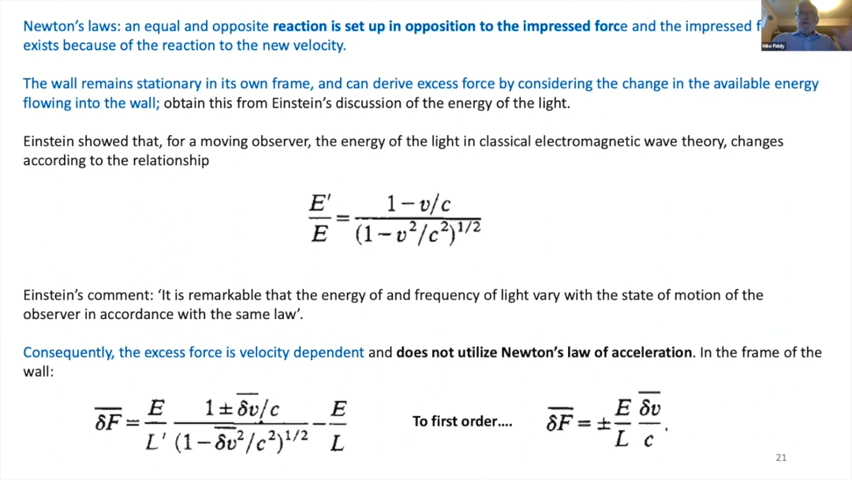 Newton's laws: an equal and opposite reaction is set up in opposition to the impressed force and the impressed f
exists because of the reaction to the new velocity.
The wall remains stationary in its own frame, and can derive excess force by considering the change in the available energy
flowing into the wall; obtain this from Einstein's discussion of the energy of the light.
Einstein showed that, for a moving observer, the energy of the light in classical electromagnetic wave theory, changes
according to the relationship
E′/E = (1 − v/c)/(1 − v²/c²)^1/2
Einstein's comment: 'It is remarkable that the energy of and frequency of light vary with the state of motion of the
observer in accordance with the same law'.
Consequently, the excess force is velocity dependent and does not utilize Newton's law of acceleration. In the frame of the
wall:
δF̅ = E/L′ (1 ± δv̅/c)/(1 − δv̅²/c²)^1/2 − E/L To first order.... δF̅ = ± E/L δv̅/c.
21